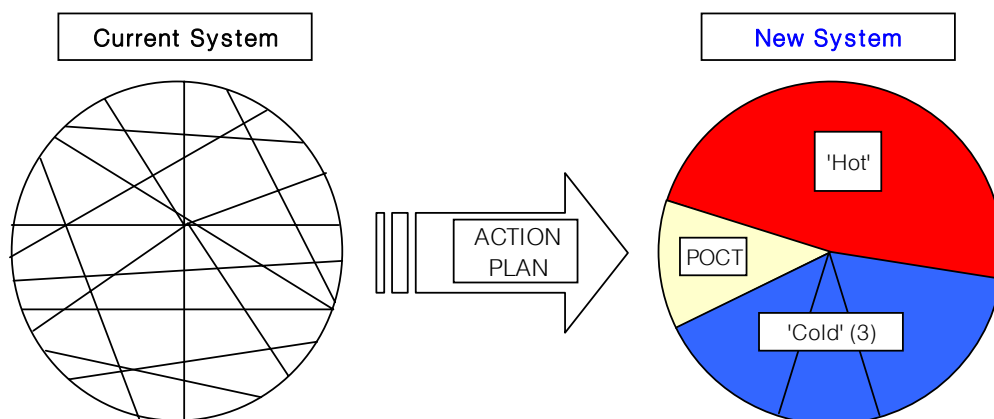 Current System
New System
'Hot'
ACTION
PLAN
POCT
'Cold' (3)